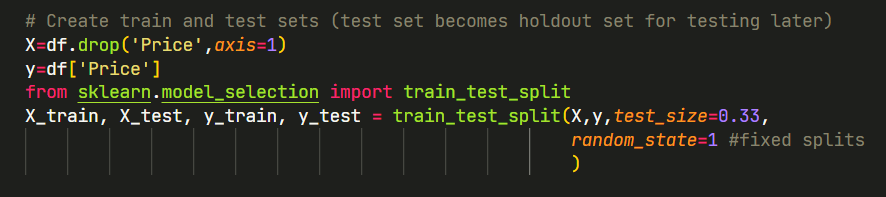 # Create train and test sets (test set becomes holdout set for testing later)
X=df.drop('Price',axis=1)
y=df['Price']
from sklearn.model_selection import train_test_split
X_train, X_test, y_train, y_test = train_test_split(X,y,test_size=0.33,
random_state=1 #fixed splits
)